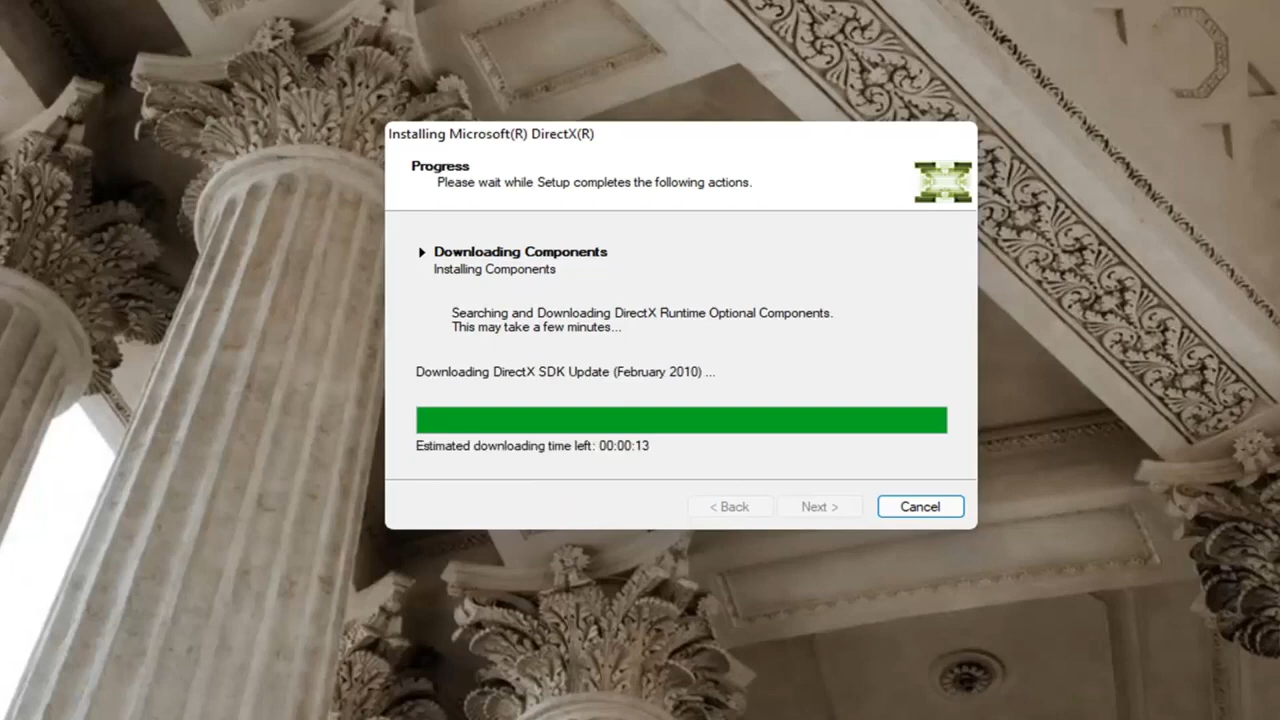 Installing Microsoft(R) DirectX(R)
Progress
Please wait while Setup completes the following actions.
Downloading Components
Installing Components
Searching and Downloading DirectX Runtime Optional Components.
This may take a few minutes...
Downloading DirectX SDK Update (February 2010) ...
Estimated downloading time left: 00:00:13
< Back
Next >
Cancel